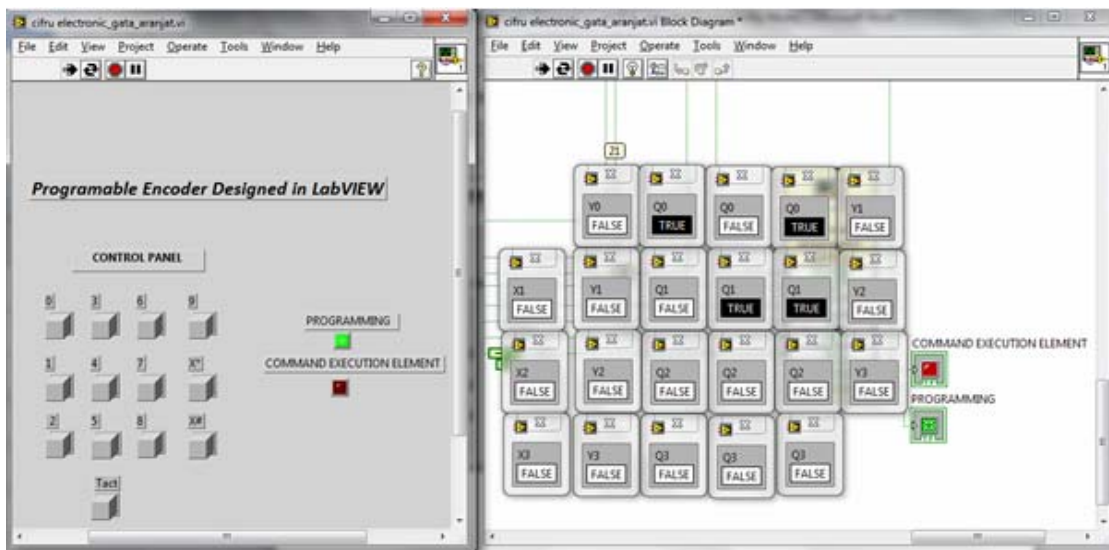 cifru electronic_gata_aranjat.vi
File Edit View Project Operate Tools Window Help
Programable Encoder Designed in LabVIEW
CONTROL PANEL
0 3 6 9
PROGRAMMING
1 4 7 X*
COMMAND EXECUTION ELEMENT
2 5 8 X#
Tact
cifru electronic_gata_aranjat.vi Block Diagram *
File Edit View Project Operate Tools Window Help
21
Y0 Q0 Q0 Q0 Y1
FALSE TRUE FALSE TRUE FALSE
X1 Y1 Q1 Q1 Q1 Y2
FALSE FALSE FALSE TRUE TRUE FALSE
COMMAND EXECUTION ELEMENT
X2 Y2 Q2 Q2 Q2 Y3
FALSE FALSE FALSE FALSE FALSE FALSE
PROGRAMMING
X3 Y3 Q3 Q3 Q3
FALSE FALSE FALSE FALSE FALSE